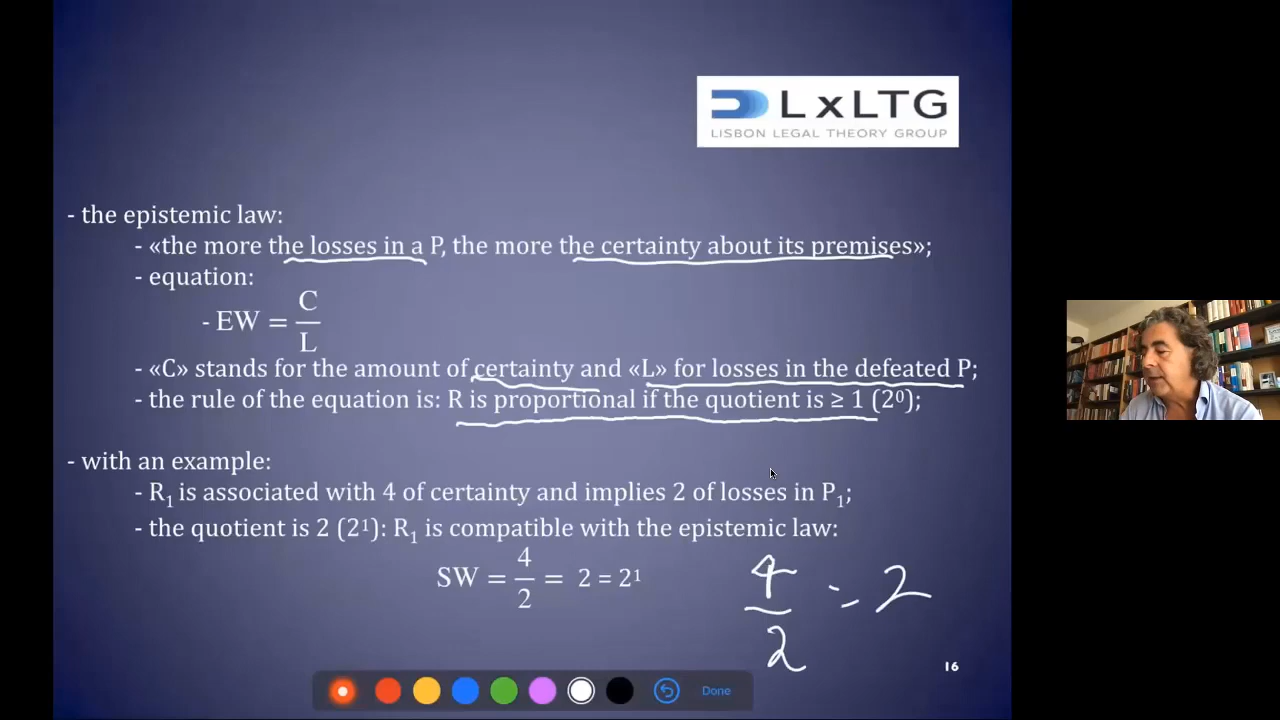 LxLTG
LISBON LEGAL THEORY GROUP
- the epistemic law:
- «the more the losses in a P, the more the certainty about its premises»;
- equation:
- EW = C/L
- «C» stands for the amount of certainty and «L» for losses in the defeated P;
- the rule of the equation is: R is proportional if the quotient is ≥ 1 (2⁰);
- with an example:
- R₁ is associated with 4 of certainty and implies 2 of losses in P₁;
- the quotient is 2 (2¹): R₁ is compatible with the epistemic law:
SW = 4/2 = 2 = 2¹
4/2 = 2
16
Done